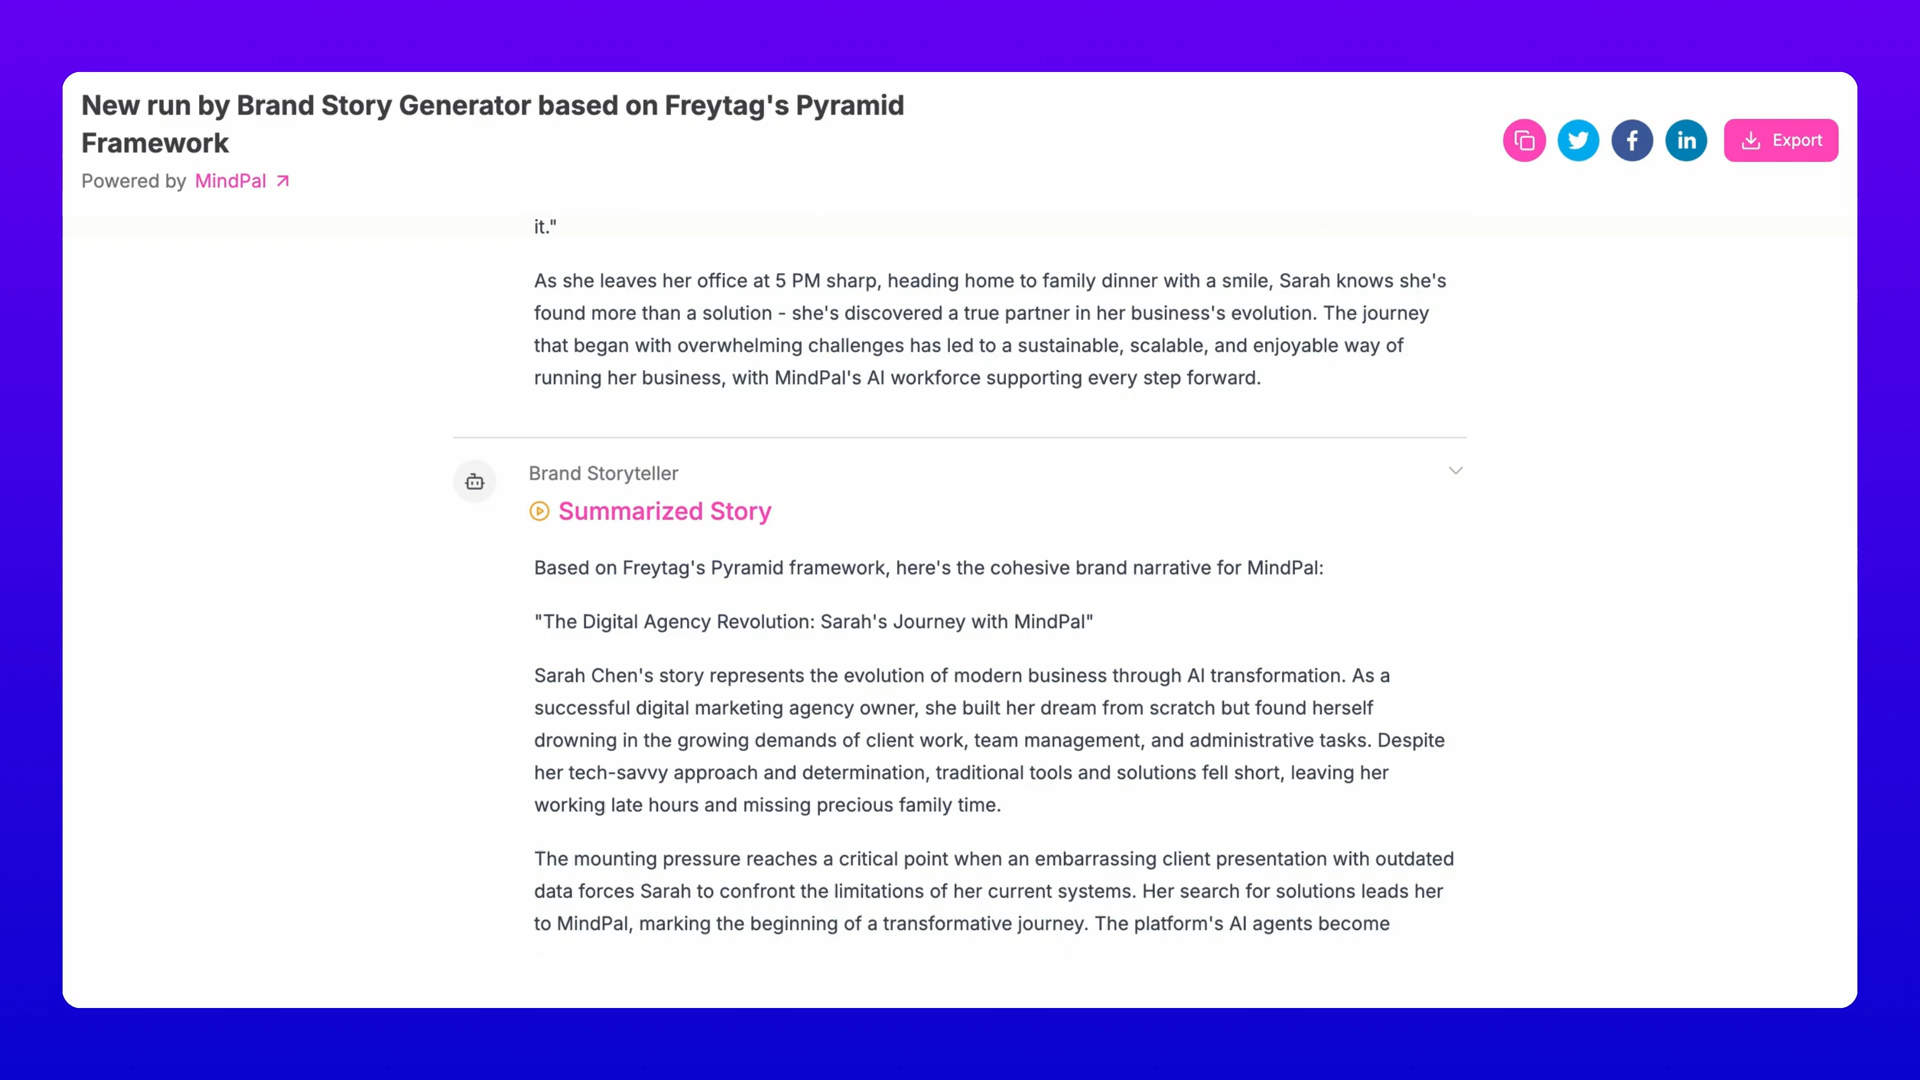 New run by Brand Story Generator based on Freytag's Pyramid
Framework
Powered by MindPal
Export
it."
As she leaves her office at 5 PM sharp, heading home to family dinner with a smile, Sarah knows she's
found more than a solution - she's discovered a true partner in her business's evolution. The journey
that began with overwhelming challenges has led to a sustainable, scalable, and enjoyable way of
running her business, with MindPal's AI workforce supporting every step forward.
Brand Storyteller
Summarized Story
Based on Freytag's Pyramid framework, here's the cohesive brand narrative for MindPal:
"The Digital Agency Revolution: Sarah's Journey with MindPal"
Sarah Chen's story represents the evolution of modern business through AI transformation. As a
successful digital marketing agency owner, she built her dream from scratch but found herself
drowning in the growing demands of client work, team management, and administrative tasks. Despite
her tech-savvy approach and determination, traditional tools and solutions fell short, leaving her
working late hours and missing precious family time.
The mounting pressure reaches a critical point when an embarrassing client presentation with outdated
data forces Sarah to confront the limitations of her current systems. Her search for solutions leads her
to MindPal, marking the beginning of a transformative journey. The platform's AI agents become